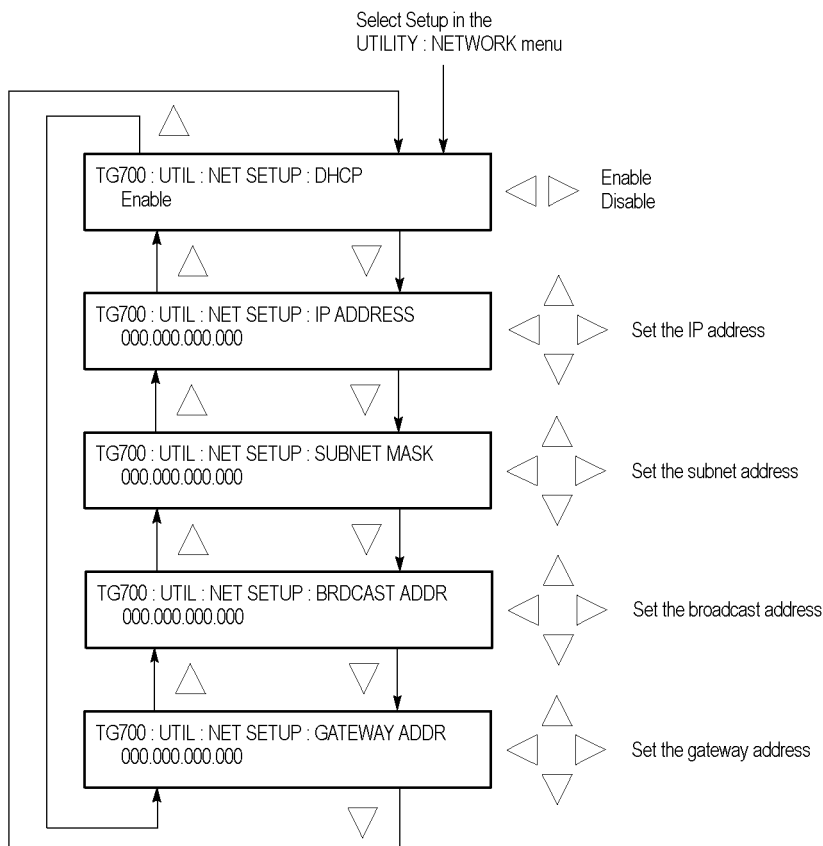 Select Setup in the
UTILITY : NETWORK menu
TG700 : UTIL : NET SETUP : DHCP
Enable
Enable
Disable
TG700 : UTIL : NET SETUP : IP ADDRESS
000.000.000.000
Set the IP address
TG700 : UTIL : NET SETUP : SUBNET MASK
000.000.000.000
Set the subnet address
TG700 : UTIL : NET SETUP : BRDCAST ADDR
000.000.000.000
Set the broadcast address
TG700 : UTIL : NET SETUP : GATEWAY ADDR
000.000.000.000
Set the gateway address